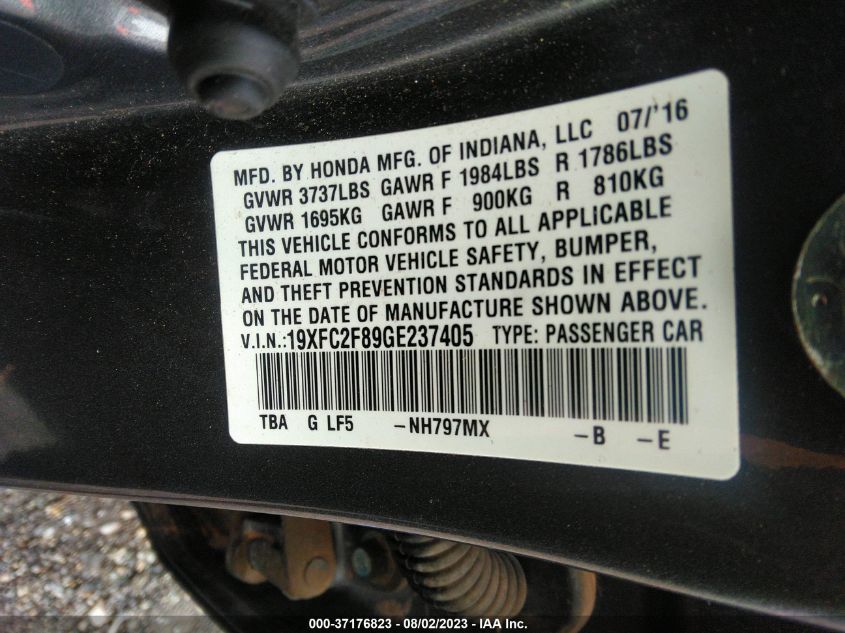 MFD. BY HONDA MFG. OF INDIANA, LLC 07/'16
GVWR 3737LBS GAWR F 1984LBS R 1786LBS
GVWR 1695KG GAWR F 900KG R 810KG
THIS VEHICLE CONFORMS TO ALL APPLICABLE
FEDERAL MOTOR VEHICLE SAFETY, BUMPER,
AND THEFT PREVENTION STANDARDS IN EFFECT
ON THE DATE OF MANUFACTURE SHOWN ABOVE.
V.I.N.:19XFC2F89GE237405 TYPE: PASSENGER CAR
TBA G LF5 -NH797MX -B -E
000-37176823 - 08/02/2023 - IAA Inc.